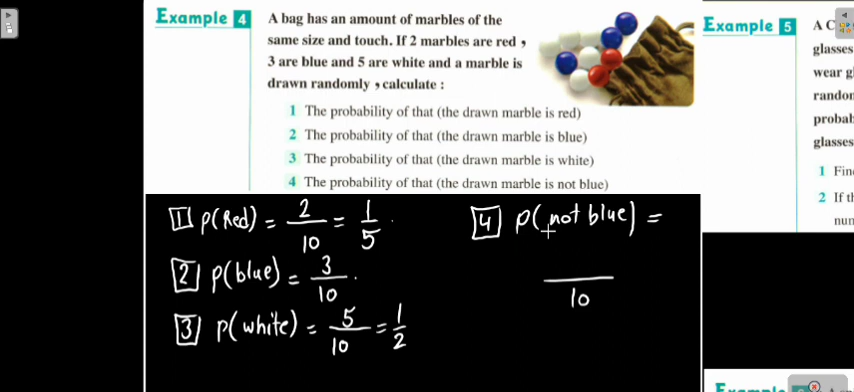 Example 4
A bag has an amount of marbles of the
same size and touch. If 2 marbles are red ,
3 are blue and 5 are white and a marble is
drawn randomly , calculate :
1 The probability of that (the drawn marble is red)
2 The probability of that (the drawn marble is blue)
3 The probability of that (the drawn marble is white)
4 The probability of that (the drawn marble is not blue)
1 P(Red) = 2/10 = 1/5 .
2 P(blue) = 3/10 .
3 P(white) = 5/10 = 1/2
4 P(not blue) =
/10
Example 5
A C
glasses
wear g
random
probab
glasses
1 Fin
2 If th
num
Example